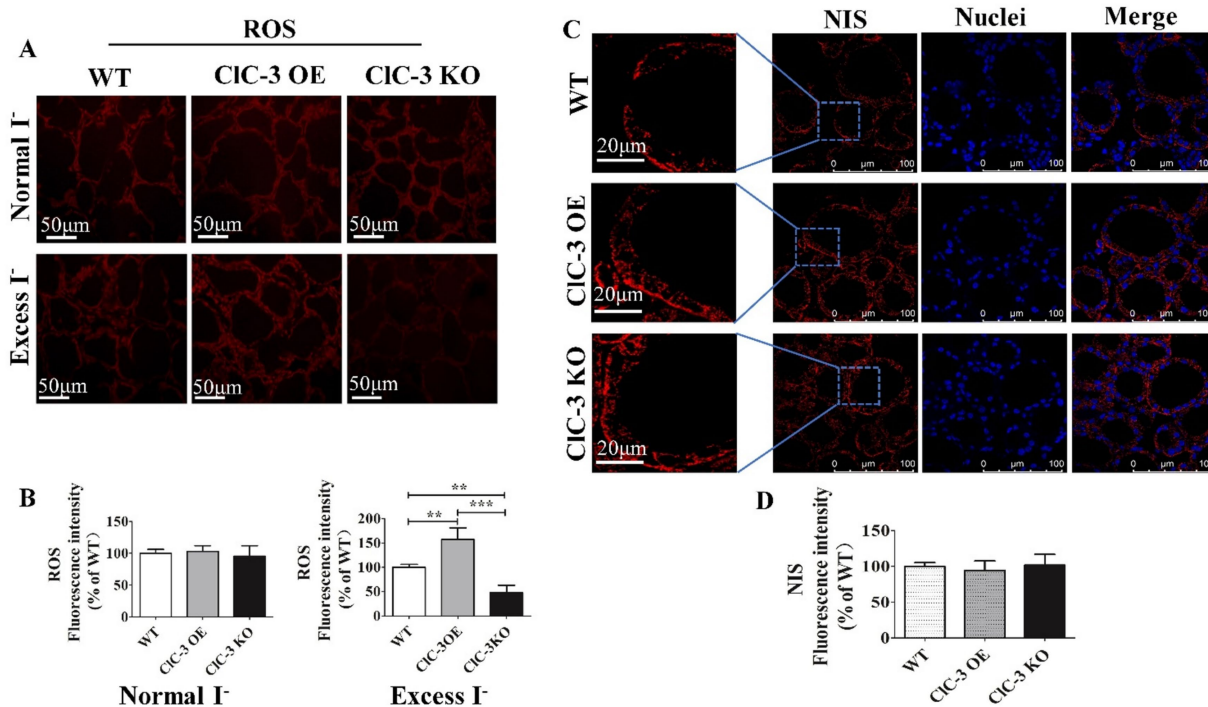 A
ROS
WT ClC-3 OE ClC-3 KO
Normal I⁻
50μm 50μm 50μm
Excess I⁻
50μm 50μm 50μm
B
ROS
Fluorescence intensity
(% of WT)
150
100
50
0
WT ClC-3 OE ClC-3 KO
Normal I⁻
ROS
Fluorescence intensity
(% of WT)
200
150
100
50
0
**
** ***
WT ClC-3OE ClC-3KO
Excess I⁻
C
NIS Nuclei Merge
WT
20μm
0 μm 100 0 μm 100 0 μm 100
ClC-3 OE
20μm
0 μm 100 0 μm 100 0 μm 100
ClC-3 KO
20μm
0 μm 100 0 μm 100 0 μm 100
D
NIS
Fluorescence intensity
(% of WT)
150
100
50
0
WT ClC-3 OE ClC-3 KO